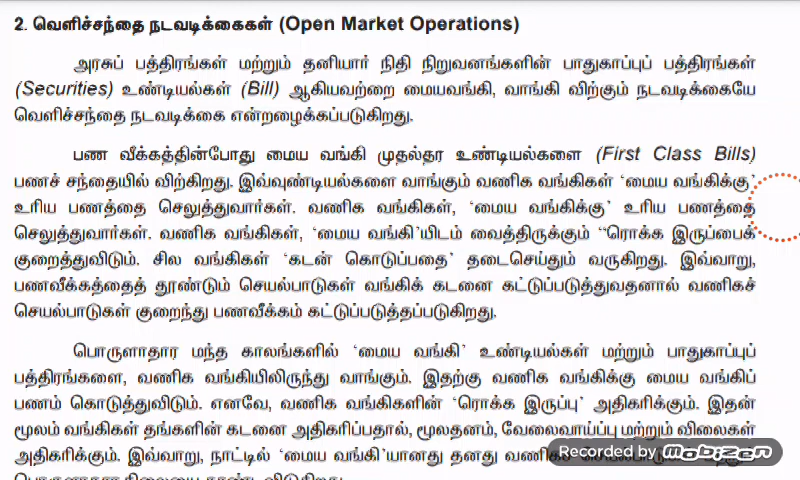 2. வெளிச்சந்தை நடவடிக்கைகள் (Open Market Operations)
அரசுப் பத்திரங்கள் மற்றும் தனியார் நிதி நிறுவனங்களின் பாதுகாப்புப் பத்திரங்கள்
(Securities) உண்டியல்கள் (Bill) ஆகியவற்றை மையவங்கி, வாங்கி விற்கும் நடவடிக்கையே
வெளிச்சந்தை நடவடிக்கை என்றழைக்கப்படுகிறது.
பண வீக்கத்தின்போது மைய வங்கி முதல்தர உண்டியல்களை (First Class Bills)
பணச் சந்தையில் விற்கிறது. இவ்வுண்டியல்களை வாங்கும் வணிக வங்கிகள் ‘மைய வங்கிக்கு’
உரிய பணத்தை செலுத்துவார்கள். வணிக வங்கிகள், ‘மைய வங்கிக்கு’ உரிய பணத்தை
செலுத்துவார்கள். வணிக வங்கிகள், ‘மைய வங்கி’யிடம் வைத்திருக்கும் “ரொக்க இருப்பைக்
குறைத்துவிடும். சில வங்கிகள் ‘கடன் கொடுப்பதை’ தடைசெய்தும் வருகிறது. இவ்வாறு,
பணவீக்கத்தைத் தூண்டும் செயல்பாடுகள் வங்கிக் கடனை கட்டுப்படுத்துவதனால் வணிகச்
செயல்பாடுகள் குறைந்து பணவீக்கம் கட்டுப்படுத்தப்படுகிறது.
பொருளாதார மந்த காலங்களில் ‘மைய வங்கி’ உண்டியல்கள் மற்றும் பாதுகாப்புப்
பத்திரங்களை, வணிக வங்கியிலிருந்து வாங்கும். இதற்கு வணிக வங்கிக்கு மைய வங்கிப்
பணம் கொடுத்துவிடும். எனவே, வணிக வங்கிகளின் ‘ரொக்க இருப்பு’ அதிகரிக்கும். இதன்
மூலம் வங்கிகள் தங்களின் கடனை அதிகரிப்பதால், மூலதனம், வேலைவாய்ப்பு மற்றும் விலைகள்
அதிகரிக்கும். இவ்வாறு, நாட்டில் ‘மைய வங்கி’யானது தனது வணிகச்
Recorded by mobizen